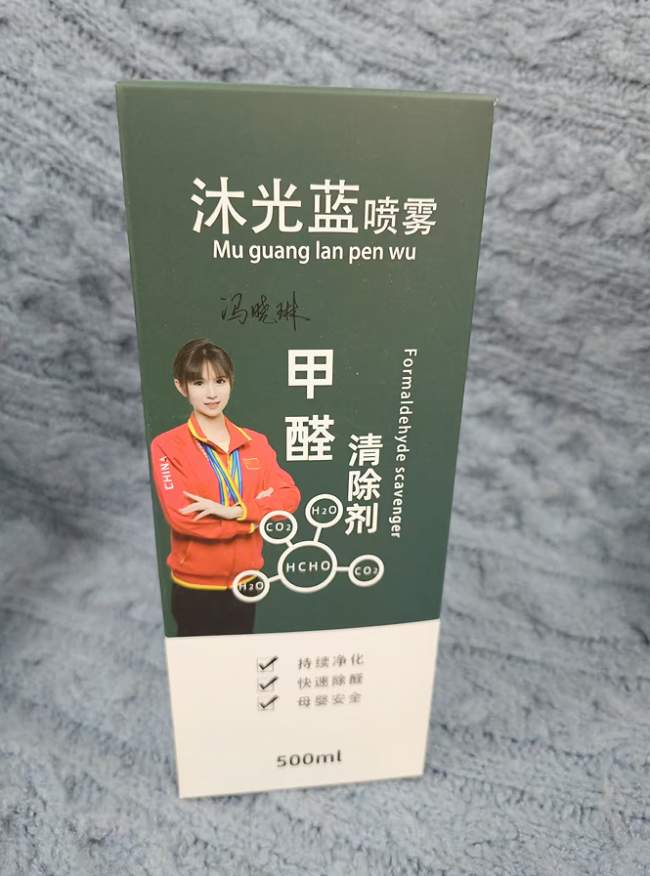 沐光蓝喷雾
Mu guang lan pen wu
冯晓琳
甲醛
清除剂
Formaldehyde scavenger
CHINA
H2O
CO2
HCHO
CO2
H2O
持续净化
快速除醛
母婴安全
500ml